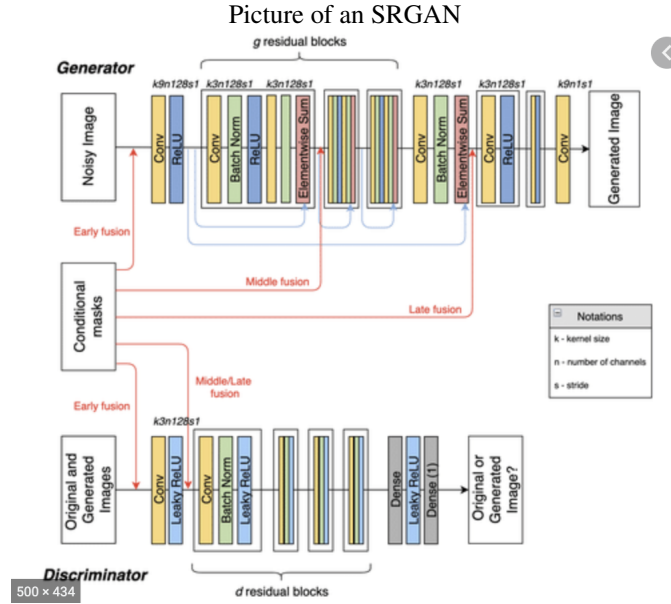 Picture of an SRGAN
g residual blocks
Generator
k9n128s1 k3n128s1 k3n128s1 k3n128s1 k3n128s1 k9n1s1
Noisy Image
Conv
ReLU
Conv
Batch Norm
ReLU
Elementwise Sum
Conv
Batch Norm
Elementwise Sum
Conv
ReLU
Conv
Generated Image
Early fusion
Middle fusion
Late fusion
Conditional
masks
Notations
k - kernel size
n - number of channels
s - stride
Middle/Late
fusion
Early fusion
k3n128s1
Original and
Generated
Images
Conv
Leaky ReLU
Conv
Batch Norm
Leaky ReLU
Dense
Leaky ReLU
Dense (1)
Original or
Generated
Image?
Discriminator
d residual blocks
500 × 434